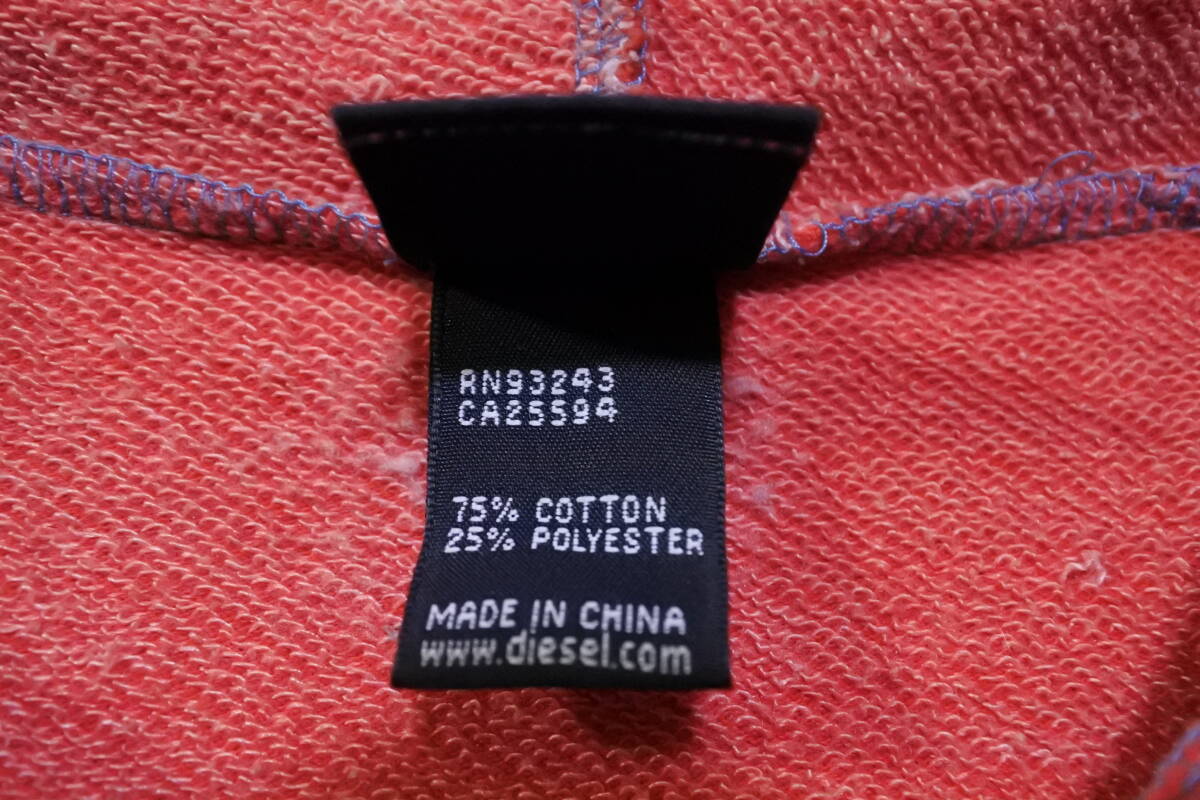 RN93243
CA25594
75% COTTON
25% POLYESTER
MADE IN CHINA
www.diesel.com